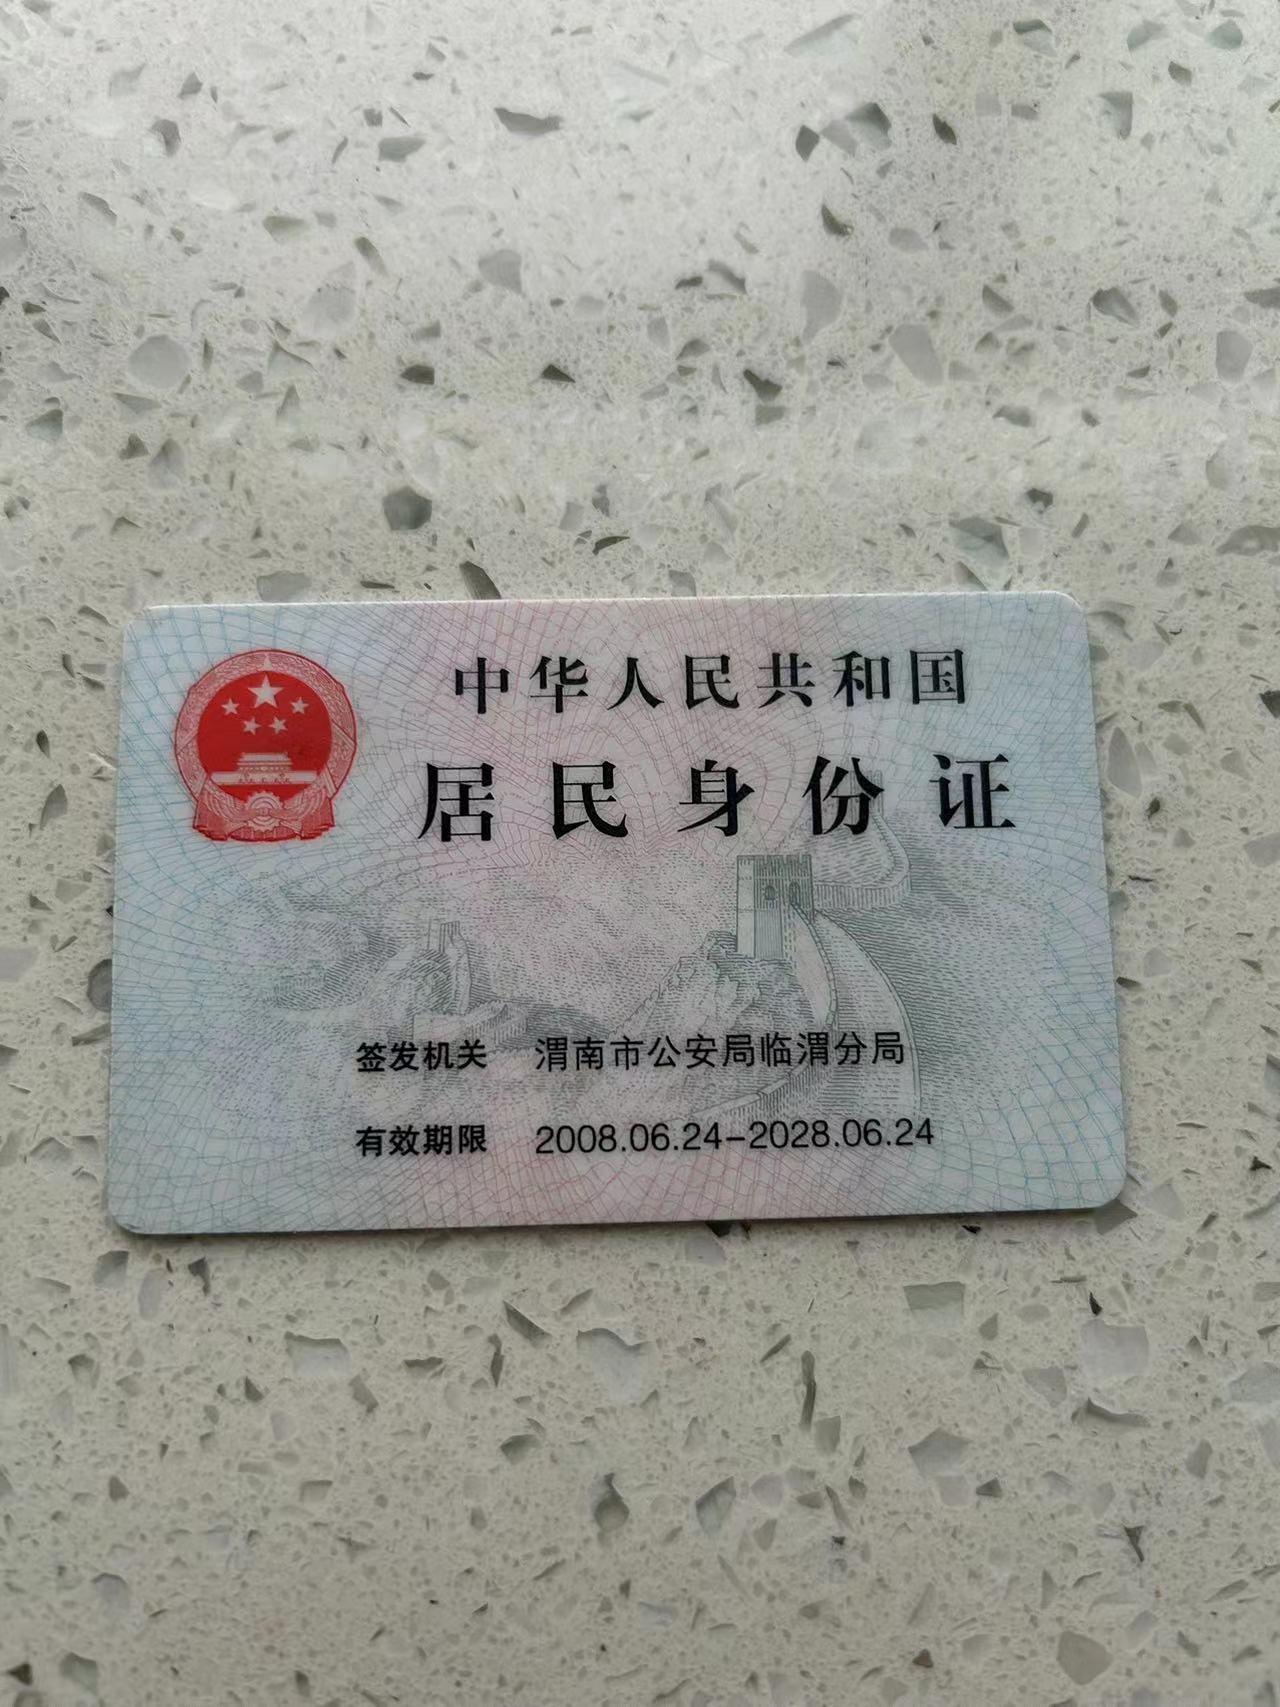 中华人民共和国
居民身份证
签发机关 渭南市公安局临渭分局
有效期限 2008.06.24-2028.06.24